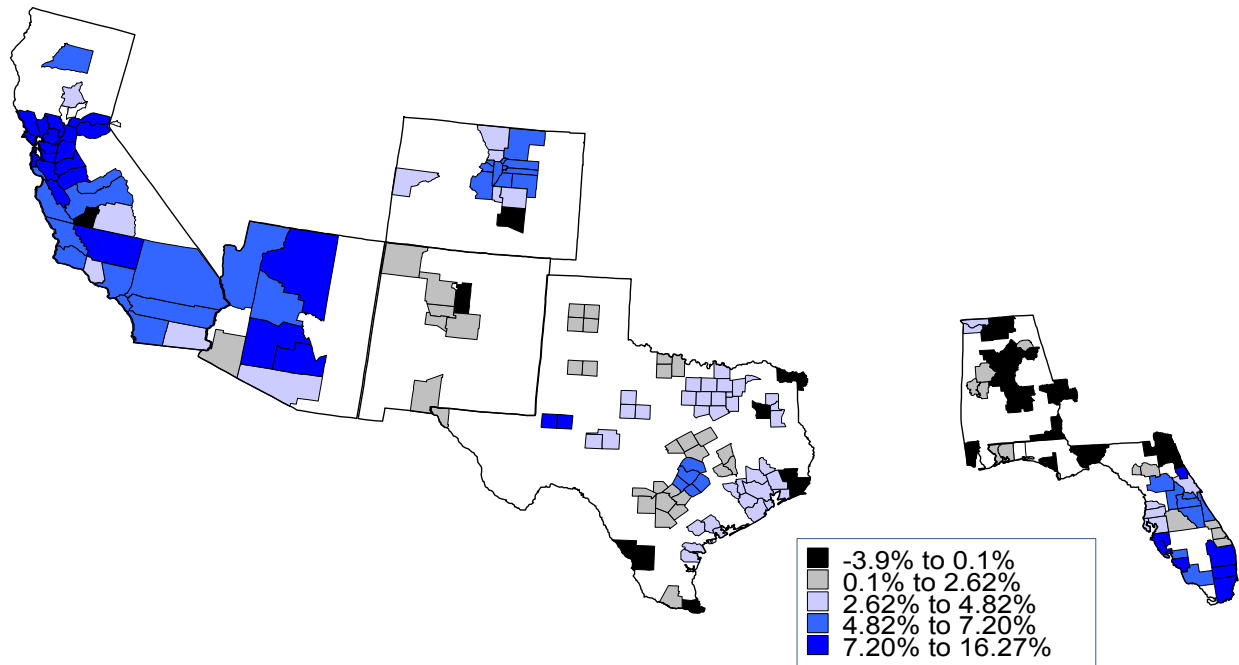 -3.9% to 0.1%
0.1% to 2.62%
2.62% to 4.82%
4.82% to 7.20%
7.20% to 16.27%